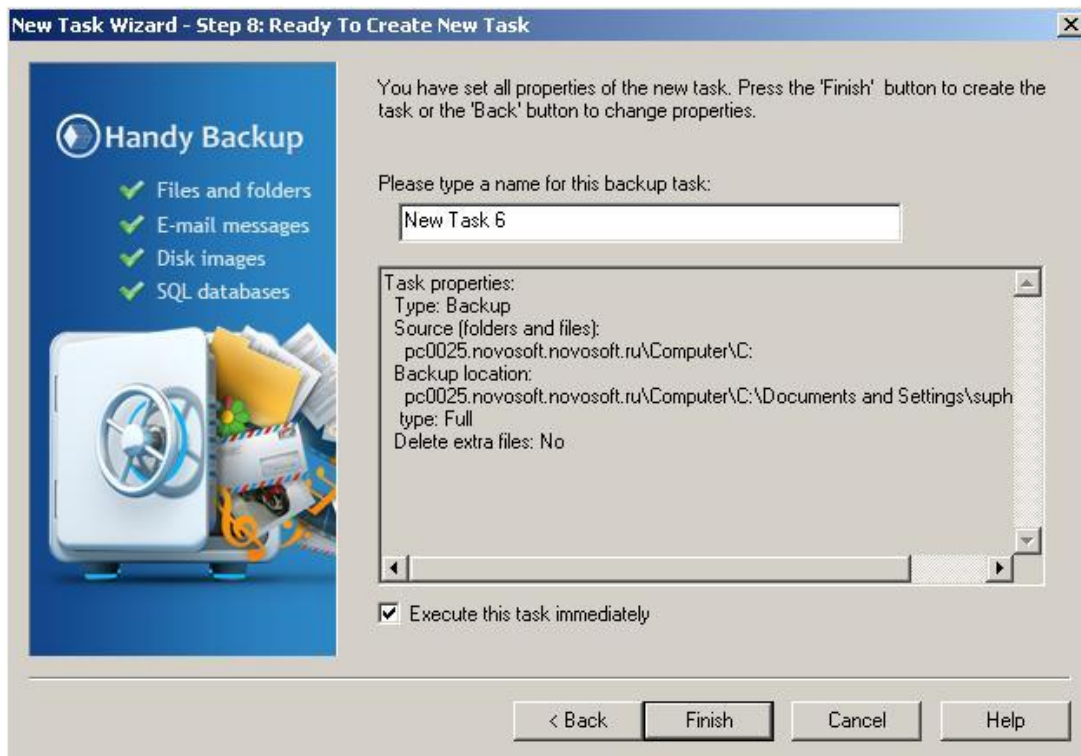 New Task Wizard - Step 8: Ready To Create New Task
Handy Backup
Files and folders
E-mail messages
Disk images
SQL databases
You have set all properties of the new task. Press the 'Finish' button to create the
task or the 'Back' button to change properties.
Please type a name for this backup task:
New Task 6
Task properties:
Type: Backup
Source (folders and files):
pc0025.novosoft.novosoft.ru\Computer\C:
Backup location:
pc0025.novosoft.novosoft.ru\Computer\C:\Documents and Settings\suph
type: Full
Delete extra files: No
Execute this task immediately
< Back
Finish
Cancel
Help